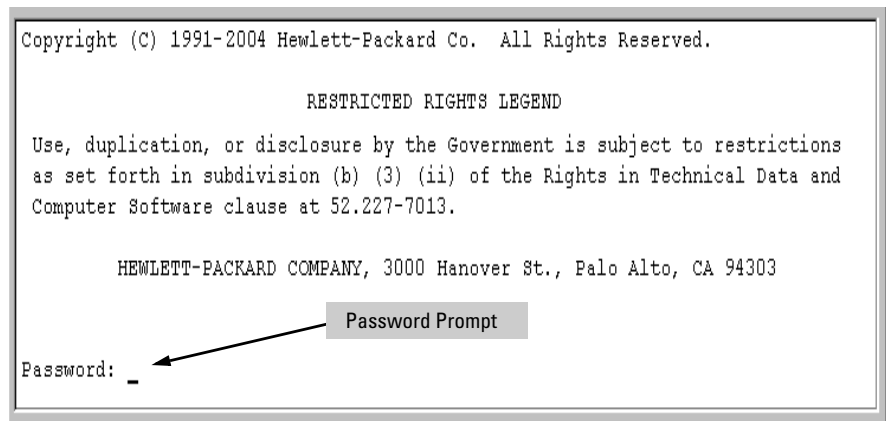 Copyright (C) 1991-2004 Hewlett-Packard Co.  All Rights Reserved.
RESTRICTED RIGHTS LEGEND
Use, duplication, or disclosure by the Government is subject to restrictions
as set forth in subdivision (b) (3) (ii) of the Rights in Technical Data and
Computer Software clause at 52.227-7013.
HEWLETT-PACKARD COMPANY, 3000 Hanover St., Palo Alto, CA 94303
Password Prompt
Password: _